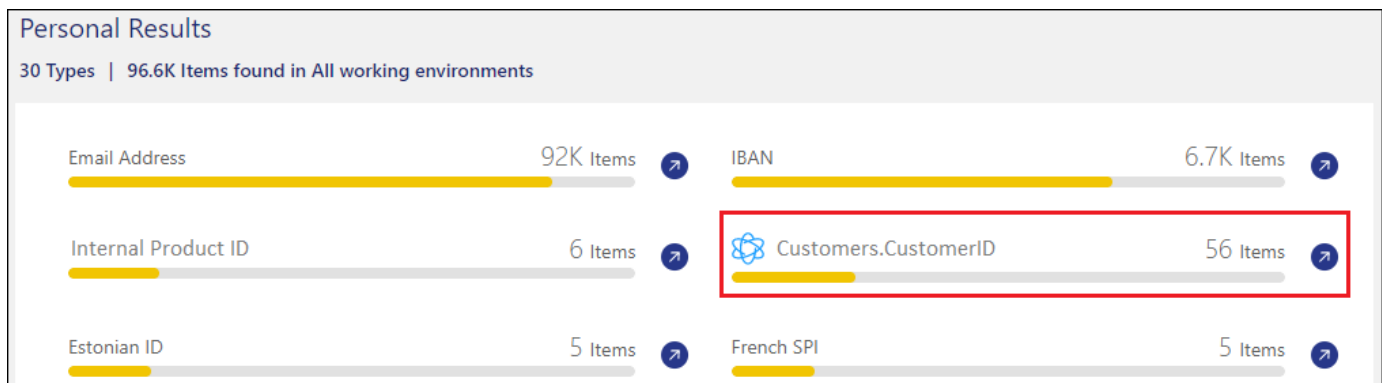 Personal Results
30 Types | 96.6K Items found in All working environments
Email Address 92K Items
IBAN 6.7K Items
Internal Product ID 6 Items
Customers.CustomerID 56 Items
Estonian ID 5 Items
French SPI 5 Items